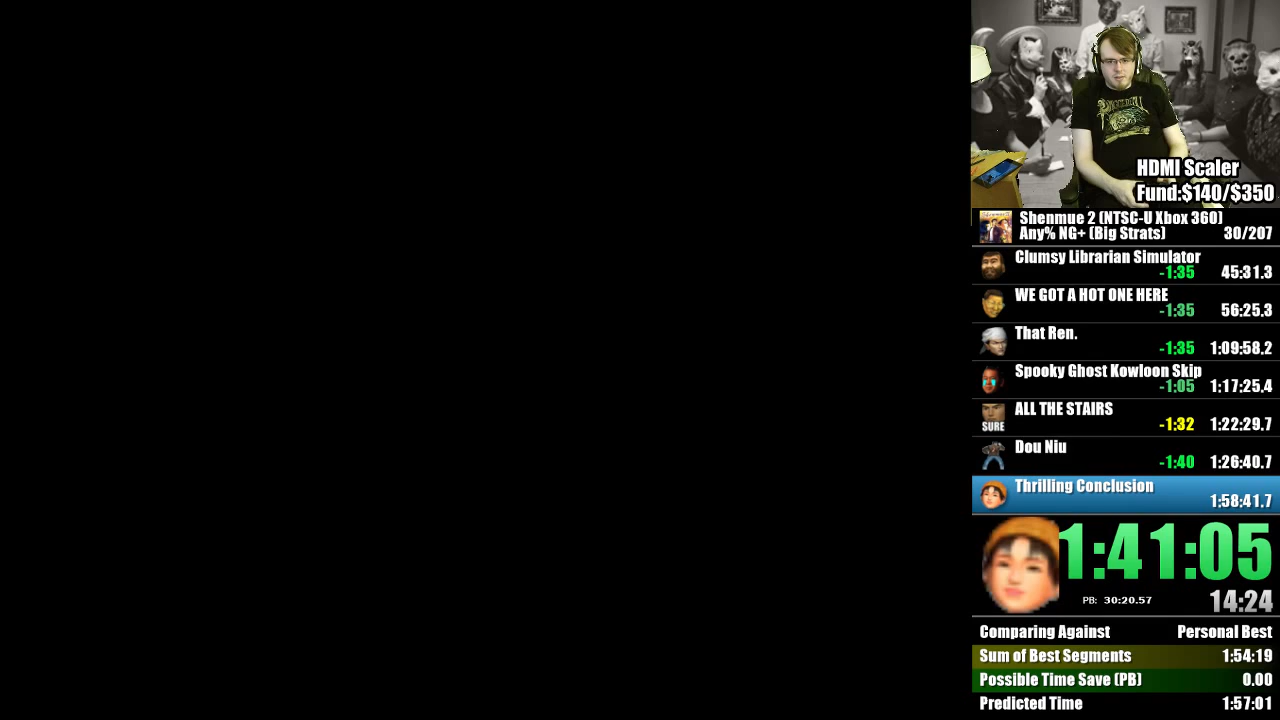 HDMI Scaler
Fund:$140/$350
Shenmue 2 (NTSC-U Xbox 360)
Any% NG+ (Big Strats) 30/207
Clumsy Librarian Simulator
-1:35 45:31.3
WE GOT A HOT ONE HERE
-1:35 56:25.3
That Ren.
-1:35 1:09:58.2
Spooky Ghost Kowloon Skip
-1:05 1:17:25.4
ALL THE STAIRS
SURE -1:32 1:22:29.7
Dou Niu
-1:40 1:26:40.7
Thrilling Conclusion
1:58:41.7
1:41:05
PB: 30:20.57 14:24
Comparing Against Personal Best
Sum of Best Segments 1:54:19
Possible Time Save (PB) 0.00
Predicted Time 1:57:01